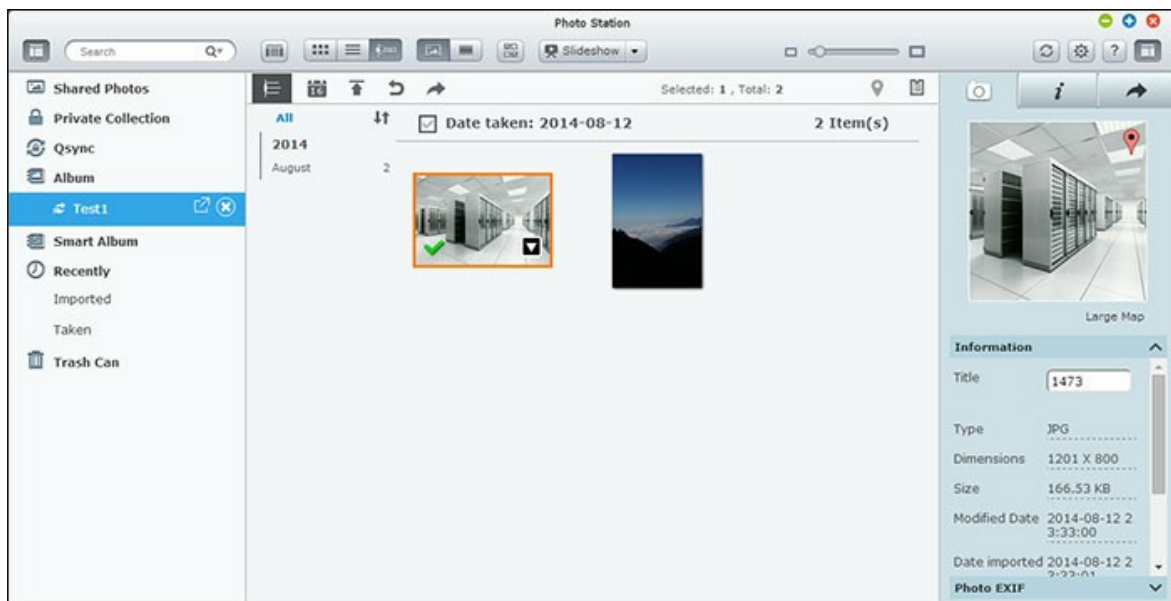 Photo Station
Search
Slideshow
?
Shared Photos
Private Collection
Qsync
Album
Test1
Smart Album
Recently
Imported
Taken
Trash Can
Selected: 1 , Total: 2
All
2014
August 2
Date taken: 2014-08-12 2 Item(s)
i
Large Map
Information
Title 1473
Type JPG
Dimensions 1201 X 800
Size 166.53 KB
Modified Date 2014-08-12 2
3:33:00
Date imported 2014-08-12 2
Photo EXIF